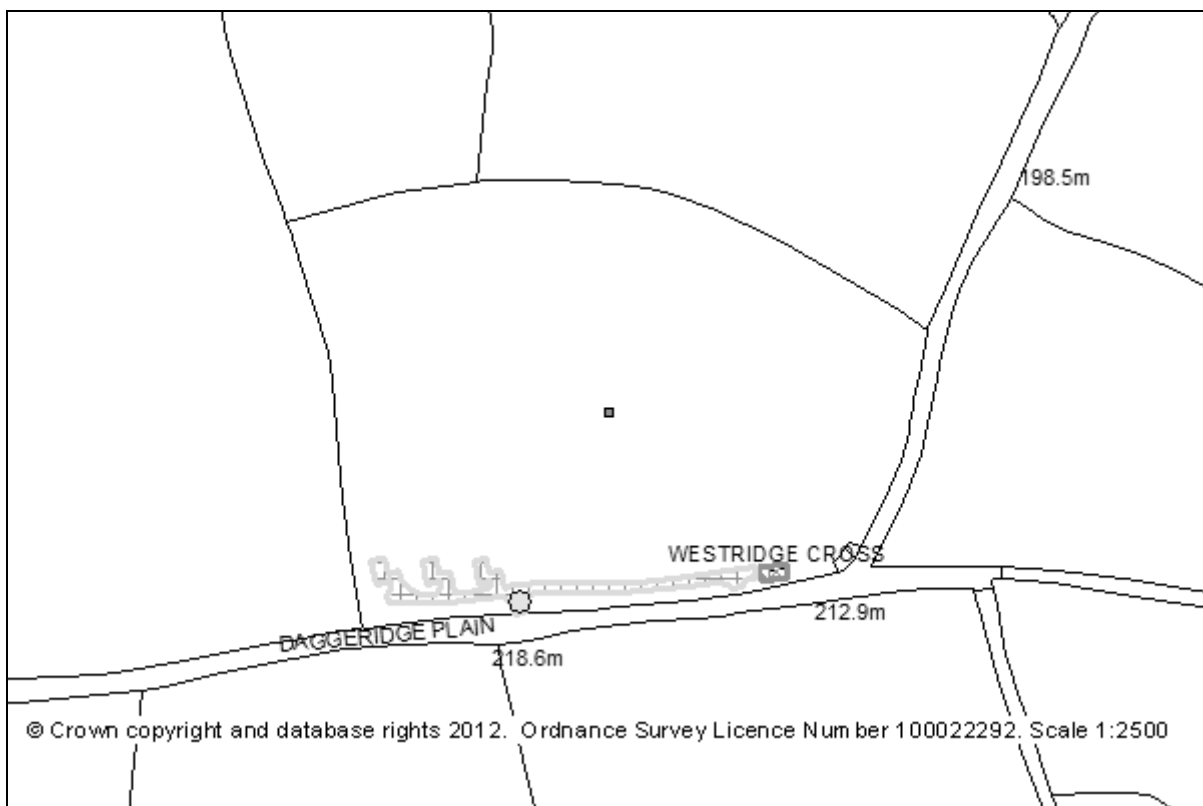 198.5m
WESTRIDGE CROSS
212.9m
DAGGERIDGE PLAIN
218.6m
© Crown copyright and database rights 2012. Ordnance Survey Licence Number 100022292. Scale 1:2500